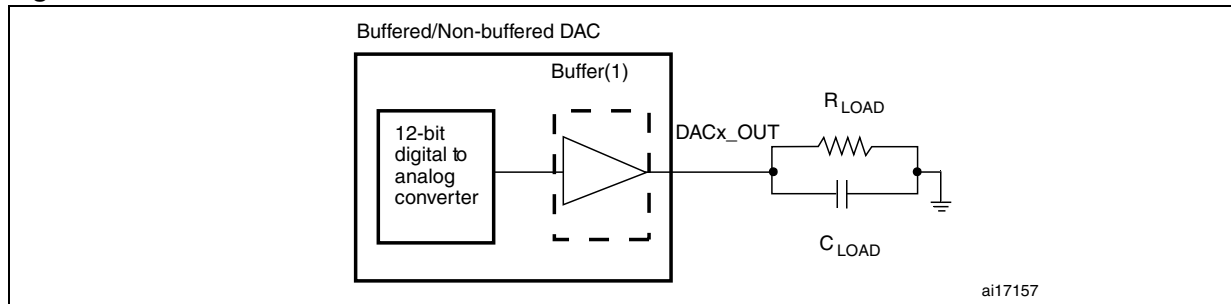 Buffered/Non-buffered DAC
Buffer(1)
12-bit
digital to
analog
converter
DACx_OUT
R LOAD
C LOAD
ai17157